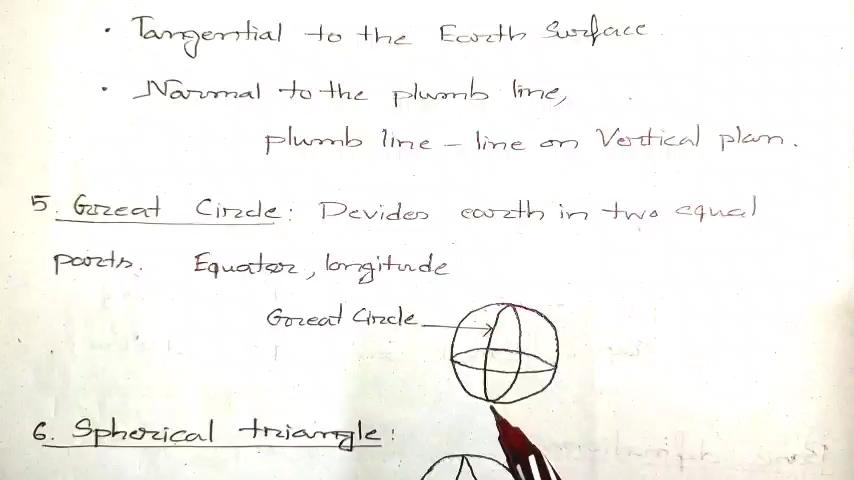 • Tangential to the Earth Surface
• Normal to the plumb line,
plumb line – line on Vertical plan.
5. Great Circle: Devides earth in two equal
parts. Equator, longitude
Great Circle
6. Spherical triangle: